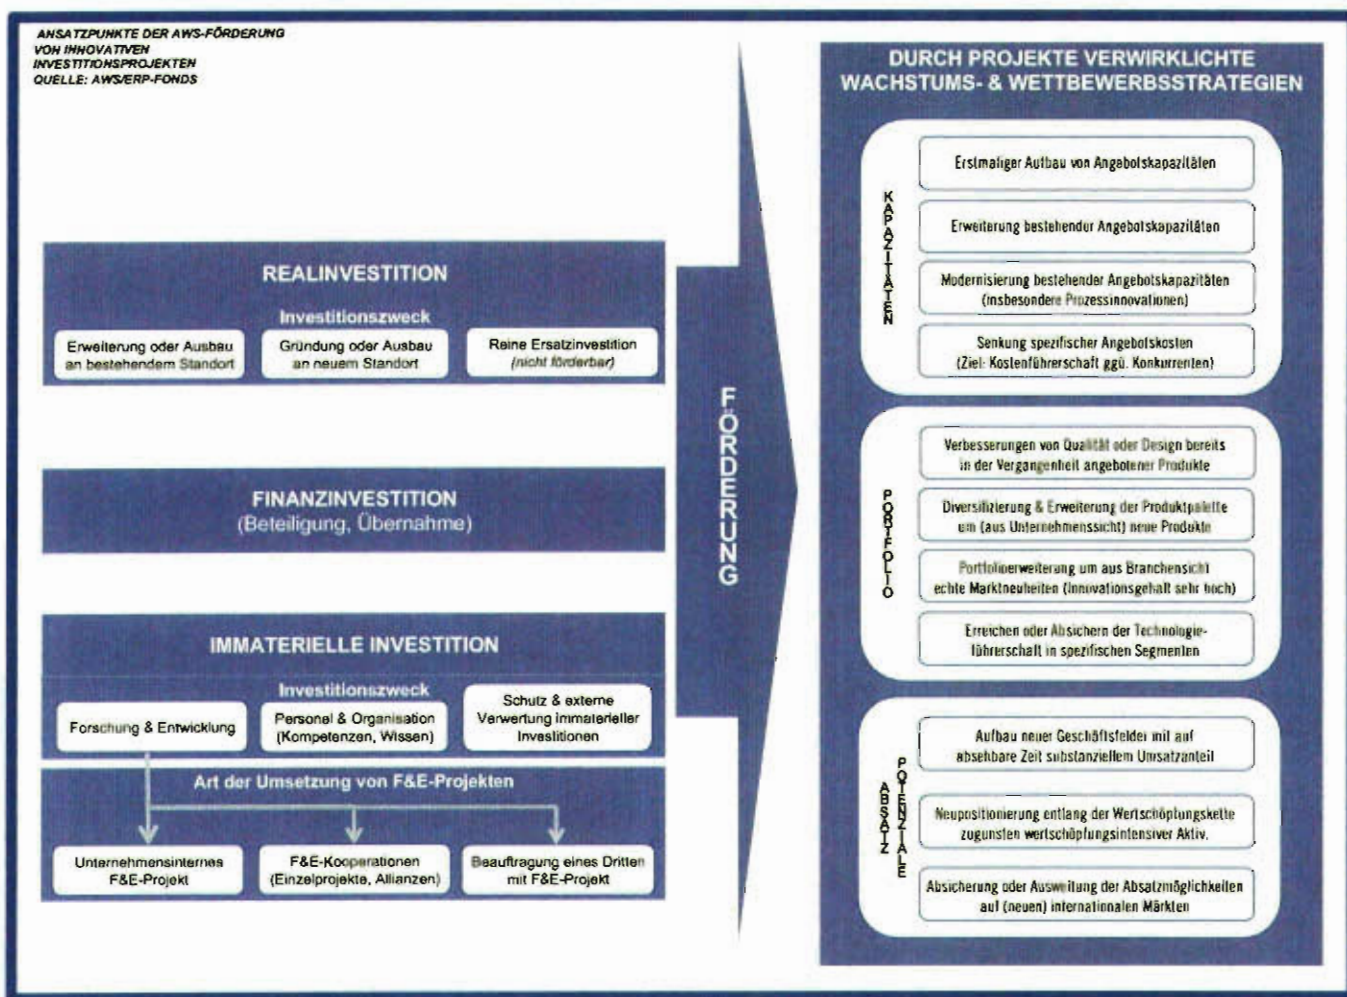 ANSATZPUNKTE DER AWS-FÖRDERUNG
VON INNOVATIVEN
INVESTITIONSPROJEKTEN
QUELLE: AWS/ERP-FONDS
REALINVESTITION
Investitionszweck
Erweiterung oder Ausbau
an bestehendem Standort
Gründung oder Ausbau
an neuem Standort
Reine Ersatzinvestition
(nicht förderbar)
FINANZINVESTITION
(Beteiligung, Übernahme)
IMMATERIELLE INVESTITION
Investitionszweck
Forschung & Entwicklung
Personal & Organisation
(Kompetenzen, Wissen)
Schutz & externe
Verwertung immaterieller
Investitionen
Art der Umsetzung von F&E-Projekten
Unternehmensinternes
F&E-Projekt
F&E-Kooperationen
(Einzelprojekte, Allianzen)
Beauftragung eines Dritten
mit F&E-Projekt
FÖRDERUNG
DURCH PROJEKTE VERWIRKLICHTE
WACHSTUMS- & WETTBEWERBSSTRATEGIEN
KAPAZITÄTEN
Erstmaliger Aufbau von Angebotskapazitäten
Erweiterung bestehender Angebotskapazitäten
Modernisierung bestehender Angebotskapazitäten
(insbesondere Prozessinnovationen)
Senkung spezifischer Angebotskosten
(Ziel: Kostenführerschaft ggü. Konkurrenten)
PORTFOLIO
Verbesserungen von Qualität oder Design bereits
in der Vergangenheit angebotener Produkte
Diversifizierung & Erweiterung der Produktpalette
um (aus Unternehmenssicht) neue Produkte
Portfolioerweiterung um aus Branchensicht
echte Marktneuheiten (Innovationsgehalt sehr hoch)
Erreichen oder Absichern der Technologie-
führerschaft in spezifischen Segmenten
ABSATZ
POTENZIALE
Aufbau neuer Geschäftsfelder mit auf
absehbare Zeit substanziellem Umsatzanteil
Neupositionierung entlang der Wertschöpfungskette
zugunsten wertschöpfungsintensiver Aktiv.
Absicherung oder Ausweitung der Absatzmöglichkeiten
auf (neuen) internationalen Märkten